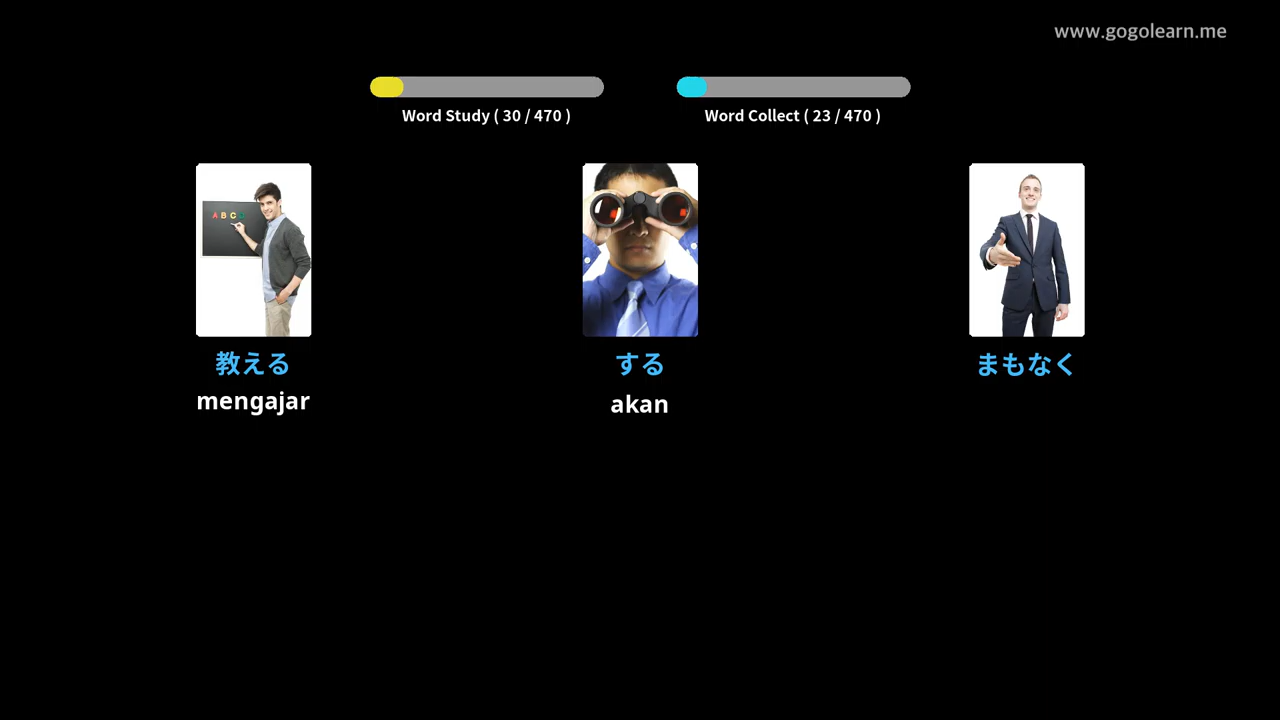 www.gogolearn.me
Word Study ( 30 / 470 )
Word Collect ( 23 / 470 )
A B C D
教える
mengajar
する
akan
まもなく